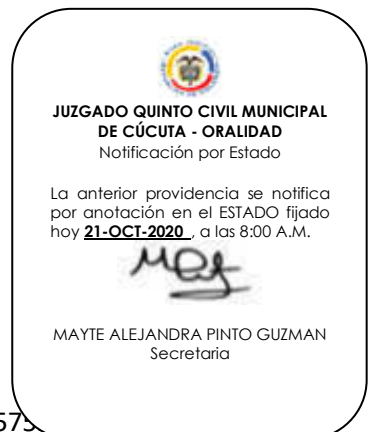 JUZGADO QUINTO CIVIL MUNICIPAL
DE CÚCUTA - ORALIDAD
Notificación por Estado
La anterior providencia se notifica
por anotación en el ESTADO fijado
hoy 21-OCT-2020 , a las 8:00 A.M.
MAYTE ALEJANDRA PINTO GUZMAN
Secretaria